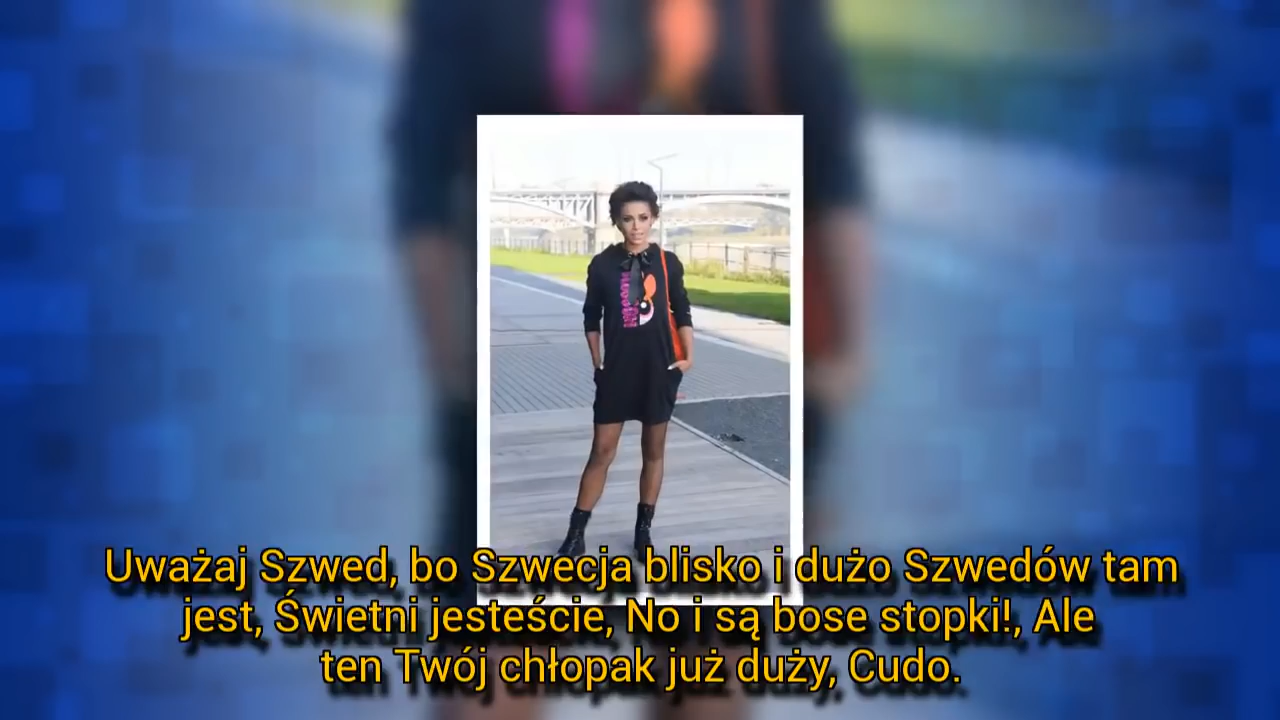 Uważaj Szwed, bo Szwecja blisko i dużo Szwedów tam
jest, Świetni jesteście, No i są bose stopki!, Ale
ten Twój chłopak już duży, Cudo.